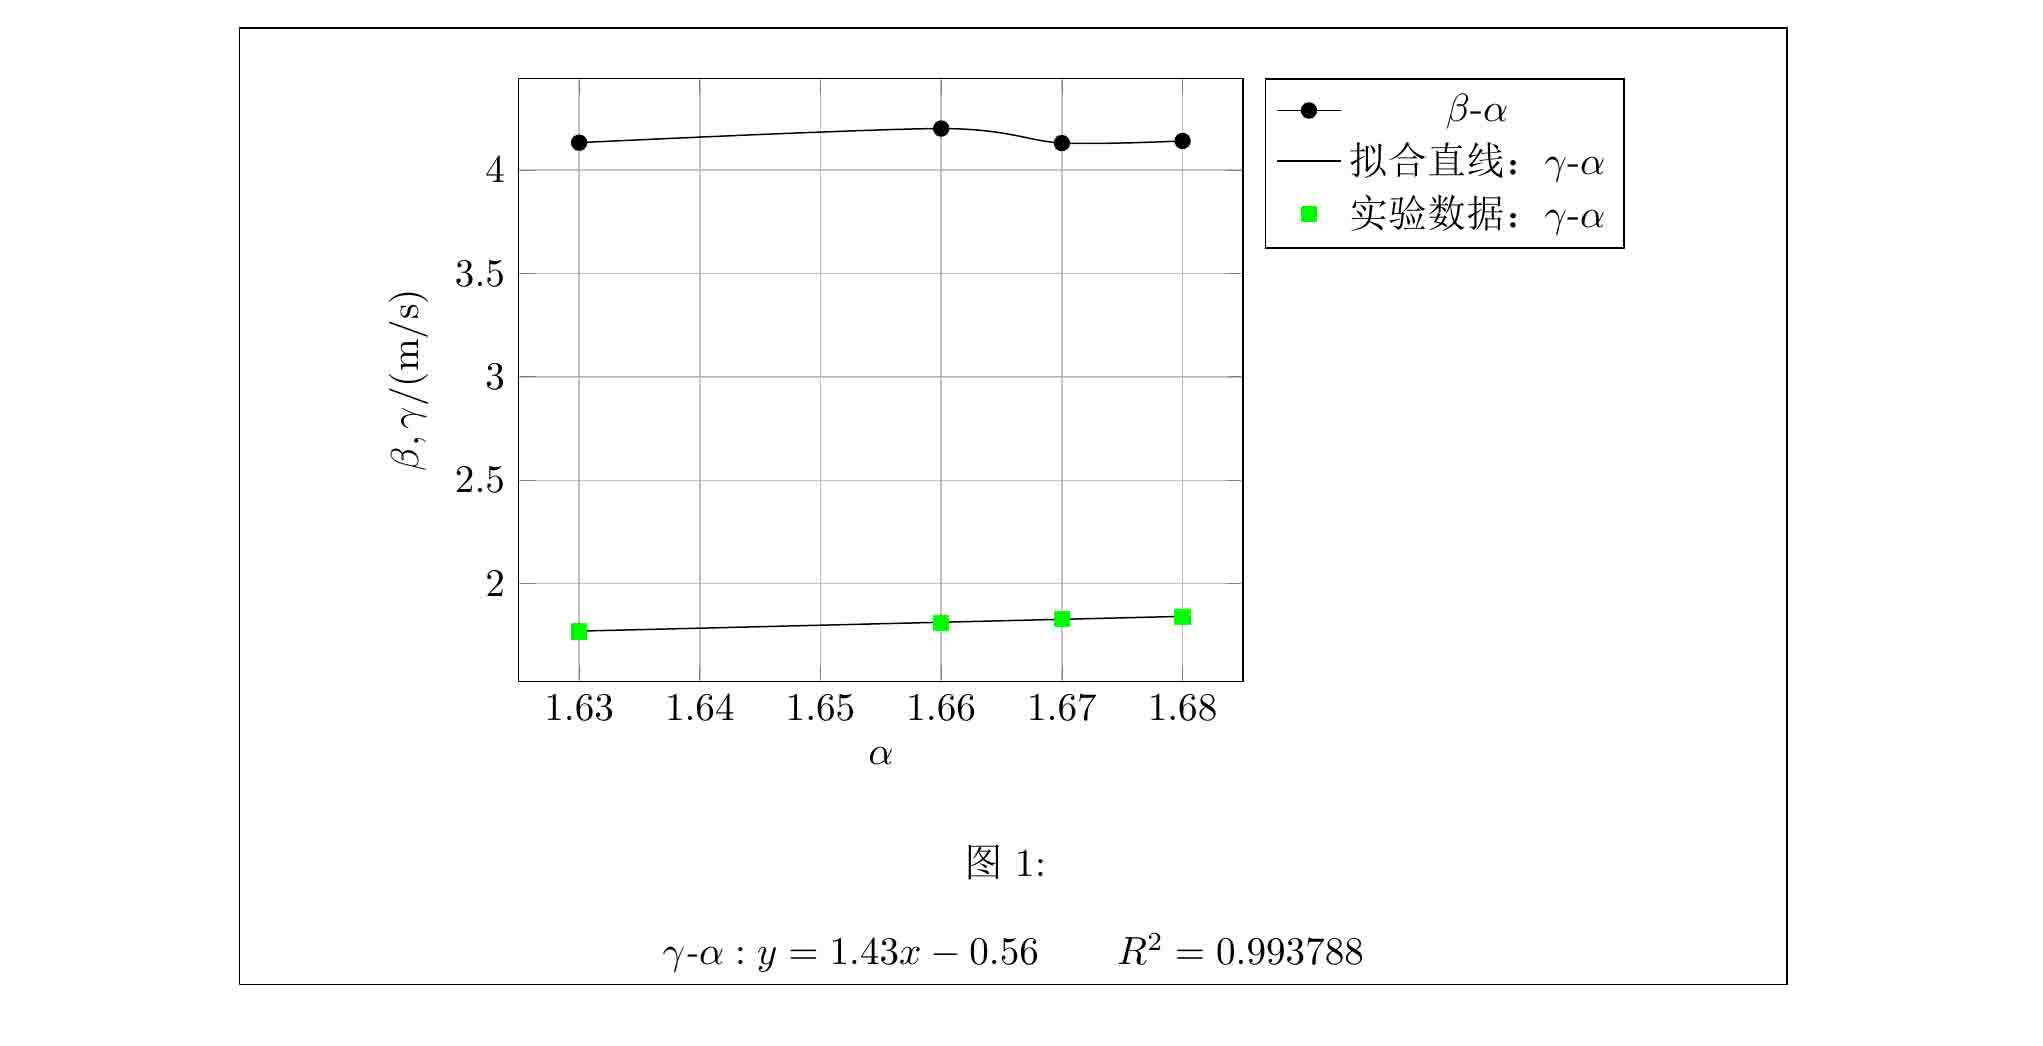 β-α
拟合直线：γ-α
实验数据：γ-α
4
3.5
3
2.5
2
β,γ/(m/s)
1.63 1.64 1.65 1.66 1.67 1.68
α
图 1:
γ-α : y = 1.43x − 0.56 R² = 0.993788